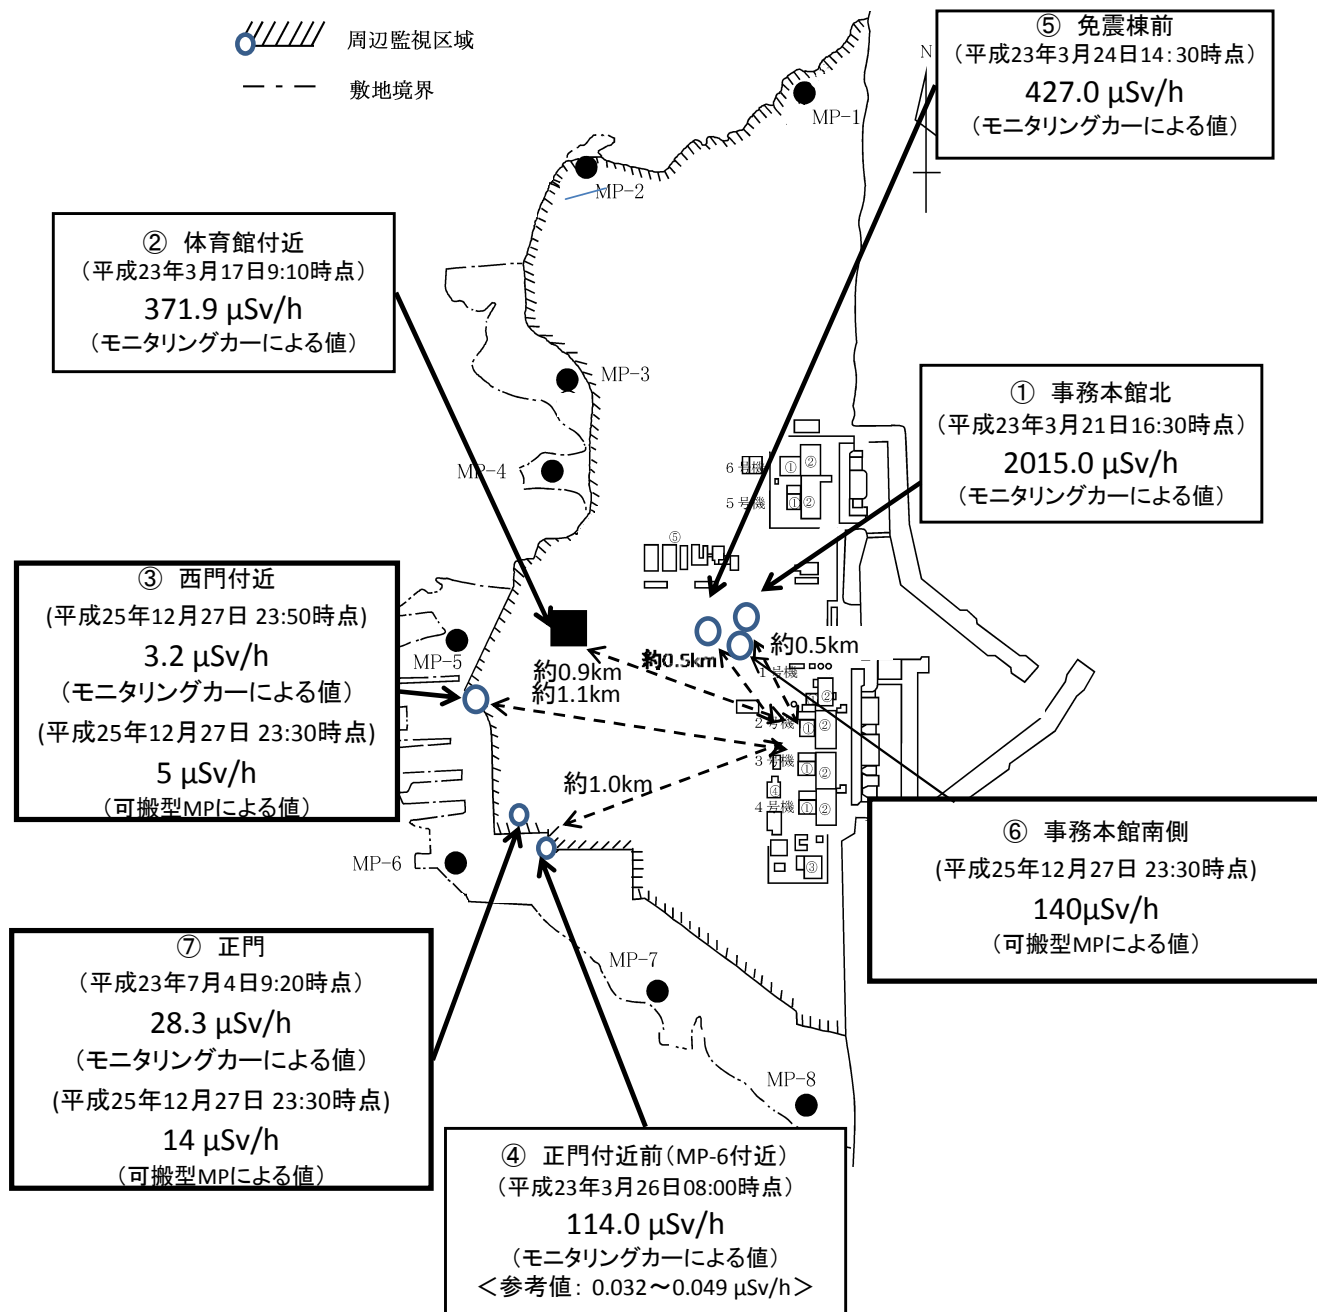 周辺監視区域
敷地境界
⑤ 免震棟前
（平成23年3月24日14:30時点）
427.0 μSv/h
（モニタリングカーによる値）
N
MP-1
MP-2
② 体育館付近
（平成23年3月17日9:10時点）
371.9 μSv/h
（モニタリングカーによる値）
MP-3
MP-4
① 事務本館北
（平成23年3月21日16:30時点）
2015.0 μSv/h
（モニタリングカーによる値）
6号機
① ②
5号機
① ②
⑤
③ 西門付近
(平成25年12月27日 23:50時点)
3.2 μSv/h
（モニタリングカーによる値）
(平成25年12月27日 23:30時点)
5 μSv/h
（可搬型MPによる値）
MP-5
約0.9km
約1.1km
約0.5km
約0.5km
1号機
②
2号機
① ②
3号機
① ②
④
4号機
① ②
③
約1.0km
MP-6
⑥ 事務本館南側
(平成25年12月27日 23:30時点)
140μSv/h
（可搬型MPによる値）
⑦ 正門
（平成23年7月4日9:20時点）
28.3 μSv/h
（モニタリングカーによる値）
(平成25年12月27日 23:30時点)
14 μSv/h
（可搬型MPによる値）
MP-7
MP-8
④ 正門付近前（MP-6付近）
（平成23年3月26日08:00時点）
114.0 μSv/h
（モニタリングカーによる値）
＜参考値：0.032～0.049 μSv/h＞